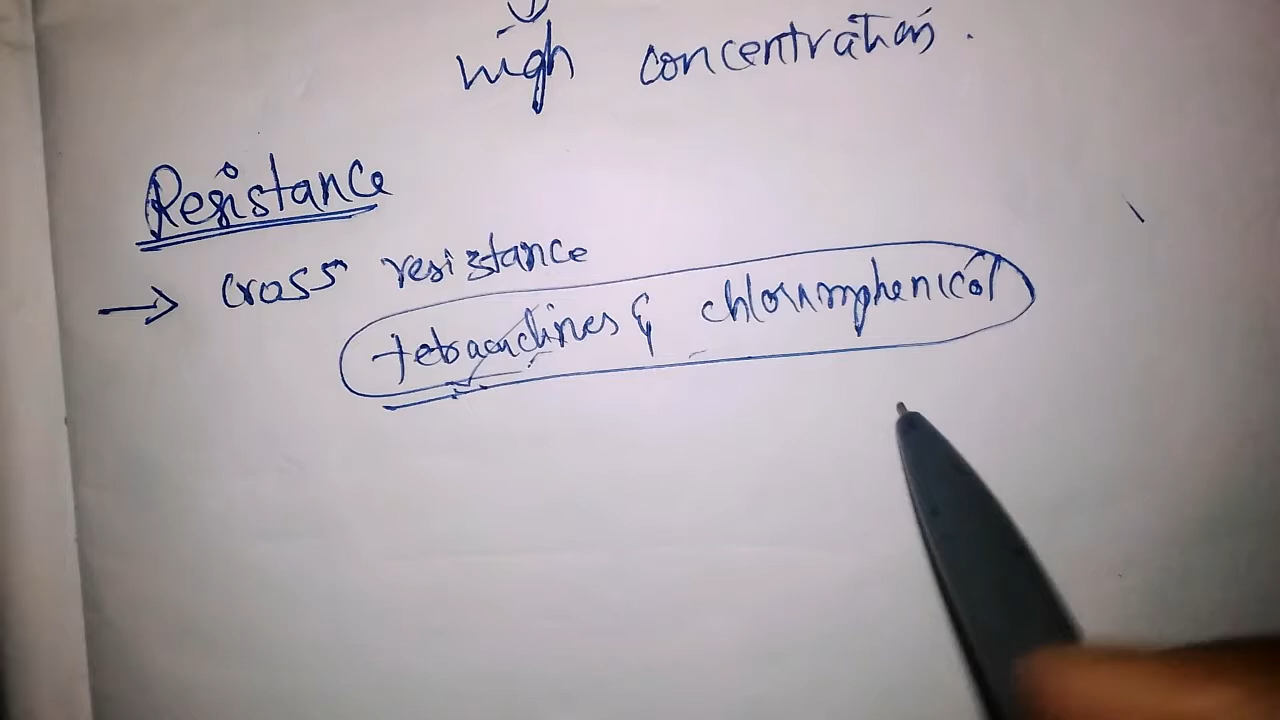 high concentration.
Resistance
→ cross resistance
tetracyclines & chloramphenicol